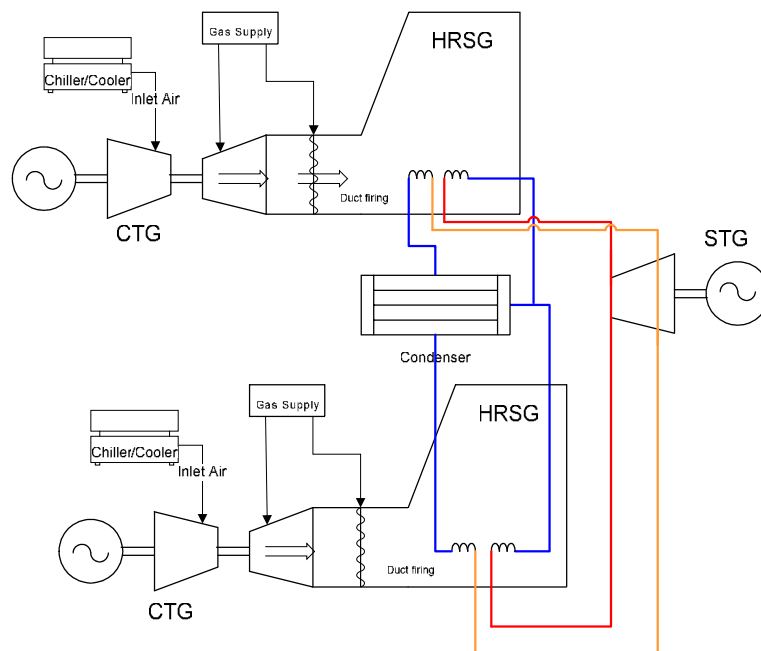 Gas Supply
HRSG
Chiller/Cooler
Inlet Air
Duct firing
CTG
STG
Condenser
Gas Supply
HRSG
Chiller/Cooler
Inlet Air
Duct firing
CTG